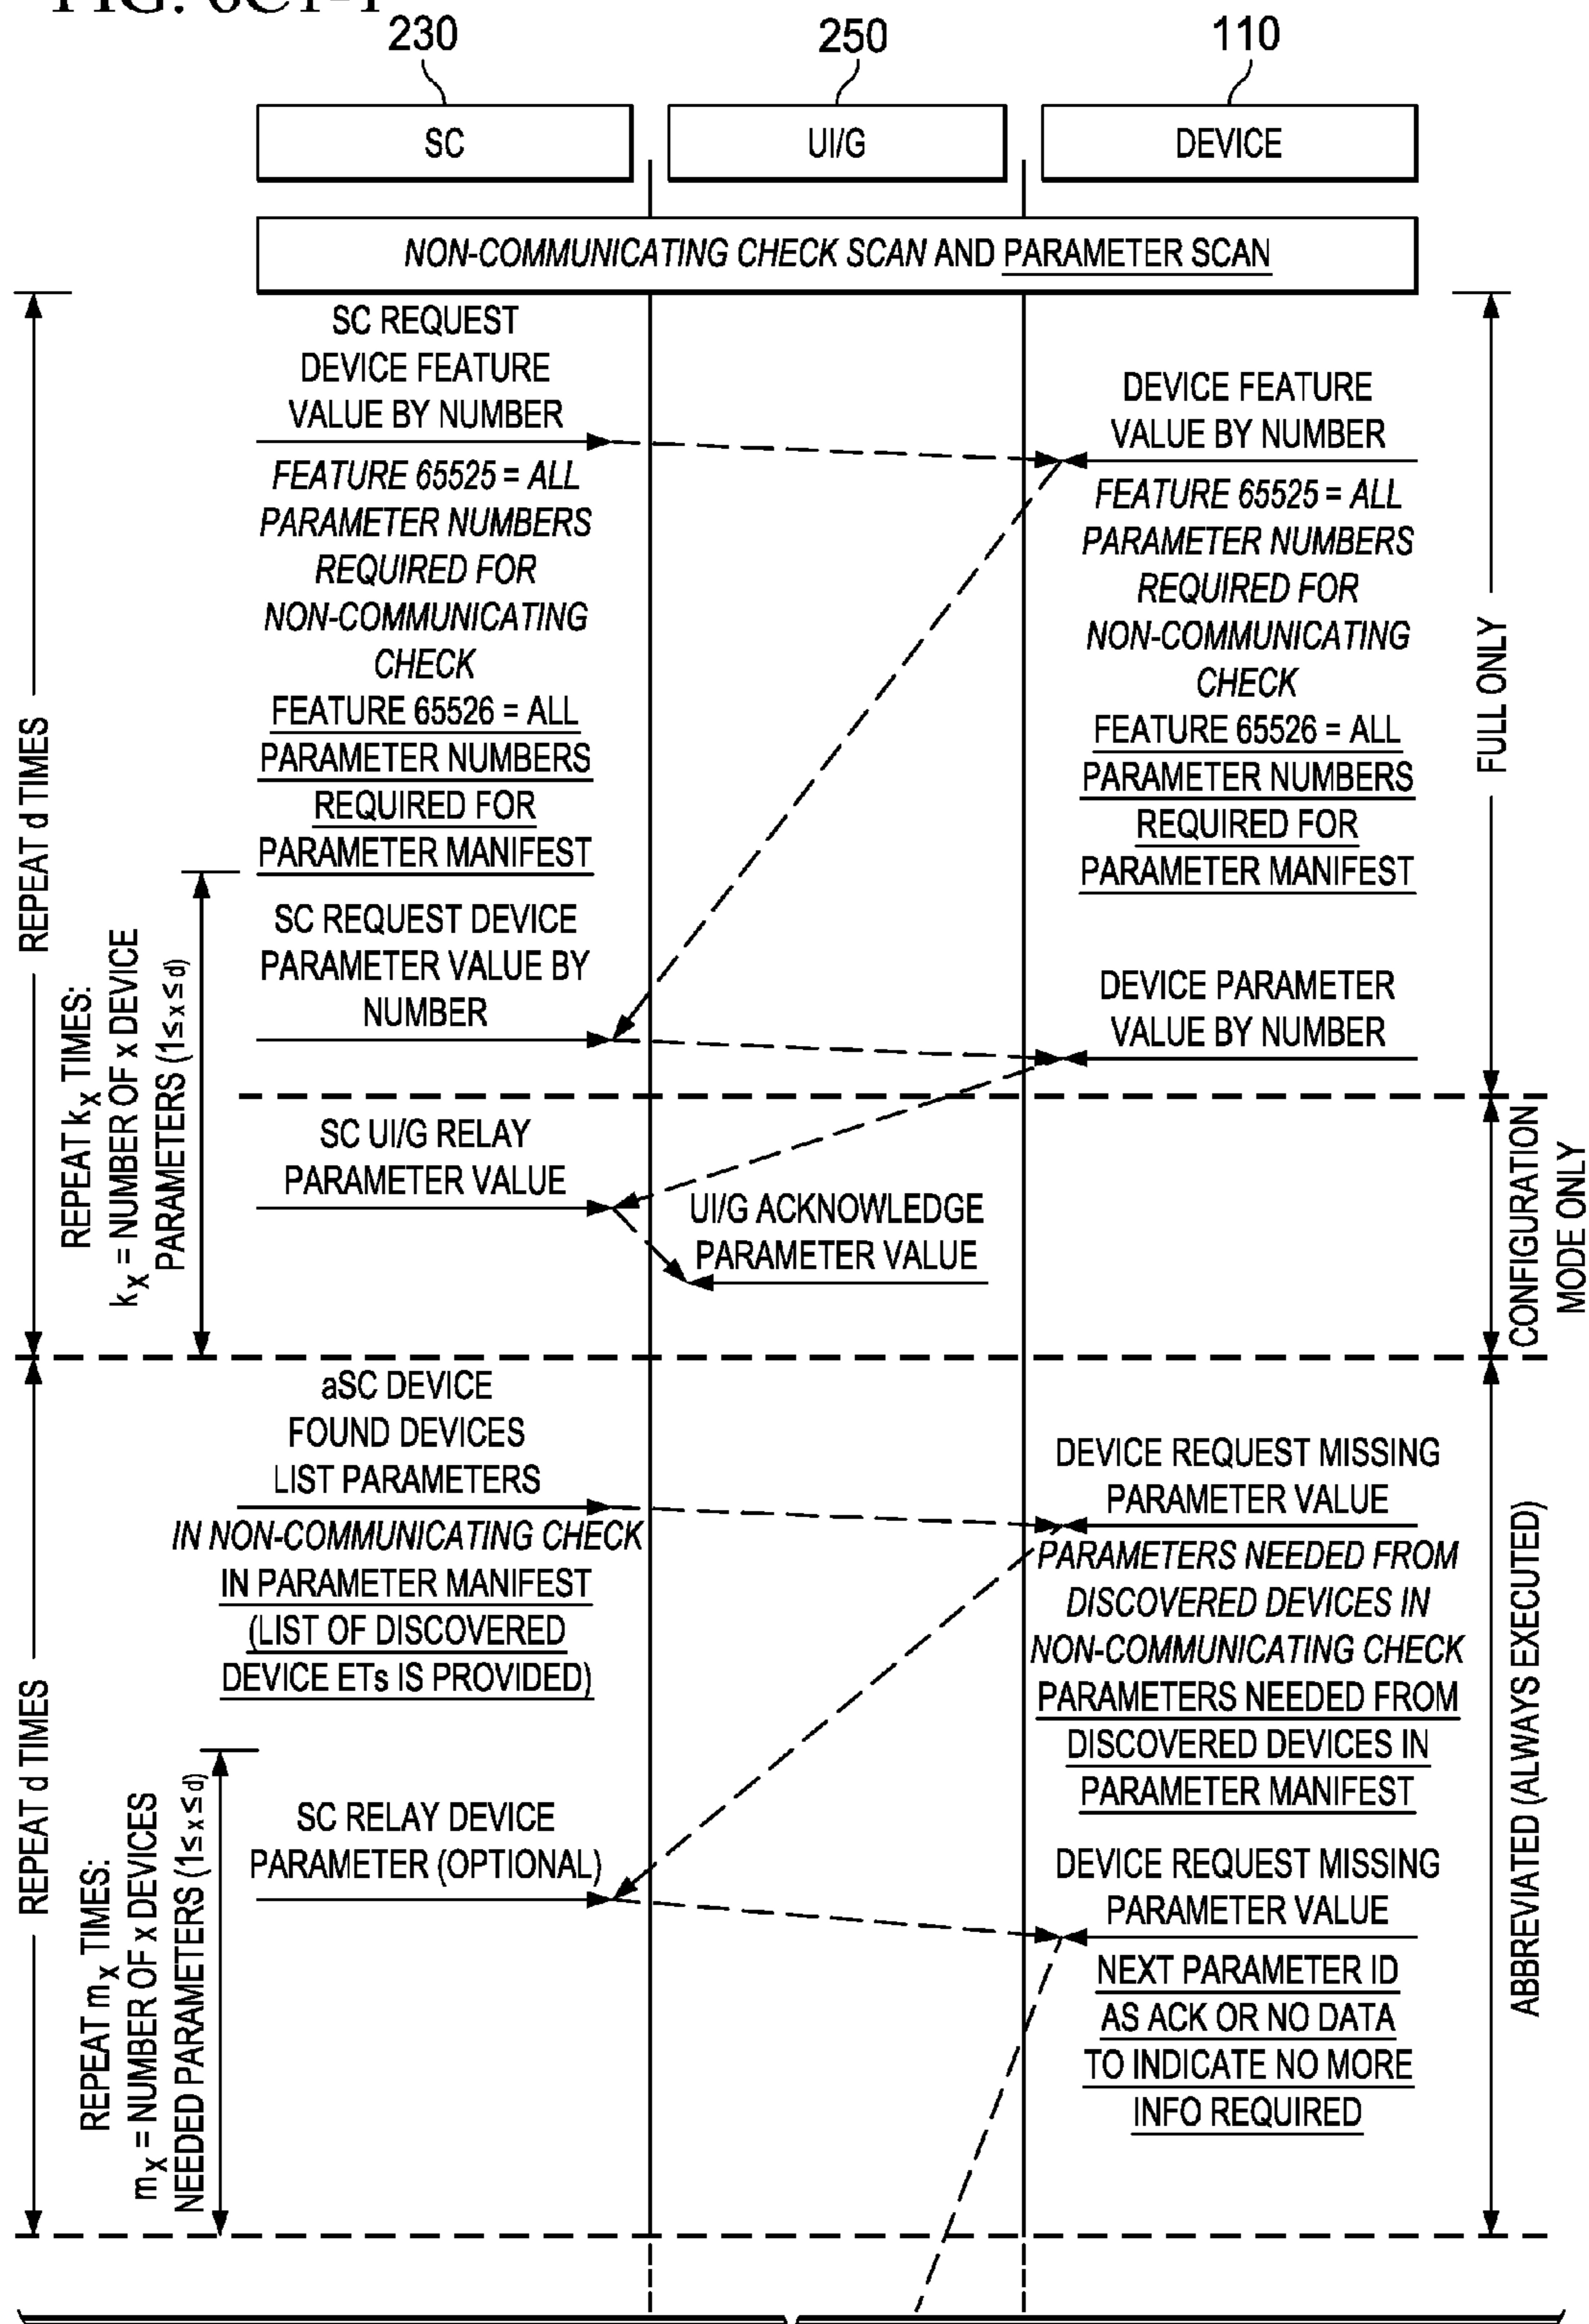 FIG. 6C1-1
230
250
110
SC
UI/G
DEVICE
NON-COMMUNICATING CHECK SCAN AND PARAMETER SCAN
SC REQUEST
DEVICE FEATURE
VALUE BY NUMBER
FEATURE 65525 = ALL
PARAMETER NUMBERS
REQUIRED FOR
NON-COMMUNICATING
CHECK
FEATURE 65526 = ALL
PARAMETER NUMBERS
REQUIRED FOR
PARAMETER MANIFEST
DEVICE FEATURE
VALUE BY NUMBER
FEATURE 65525 = ALL
PARAMETER NUMBERS
REQUIRED FOR
NON-COMMUNICATING
CHECK
FEATURE 65526 = ALL
PARAMETER NUMBERS
REQUIRED FOR
PARAMETER MANIFEST
REPEAT d TIMES
FULL ONLY
REPEAT kx TIMES:
kx = NUMBER OF x DEVICE
PARAMETERS (1≤x≤d)
SC REQUEST DEVICE
PARAMETER VALUE BY
NUMBER
DEVICE PARAMETER
VALUE BY NUMBER
SC UI/G RELAY
PARAMETER VALUE
UI/G ACKNOWLEDGE
PARAMETER VALUE
CONFIGURATION
MODE ONLY
aSC DEVICE
FOUND DEVICES
LIST PARAMETERS
IN NON-COMMUNICATING CHECK
IN PARAMETER MANIFEST
(LIST OF DISCOVERED
DEVICE ETs IS PROVIDED)
DEVICE REQUEST MISSING
PARAMETER VALUE
PARAMETERS NEEDED FROM
DISCOVERED DEVICES IN
NON-COMMUNICATING CHECK
PARAMETERS NEEDED FROM
DISCOVERED DEVICES IN
PARAMETER MANIFEST
REPEAT d TIMES
ABBREVIATED (ALWAYS EXECUTED)
REPEAT mx TIMES:
mx = NUMBER OF x DEVICES
NEEDED PARAMETERS (1≤x≤d)
SC RELAY DEVICE
PARAMETER (OPTIONAL)
DEVICE REQUEST MISSING
PARAMETER VALUE
NEXT PARAMETER ID
AS ACK OR NO DATA
TO INDICATE NO MORE
INFO REQUIRED